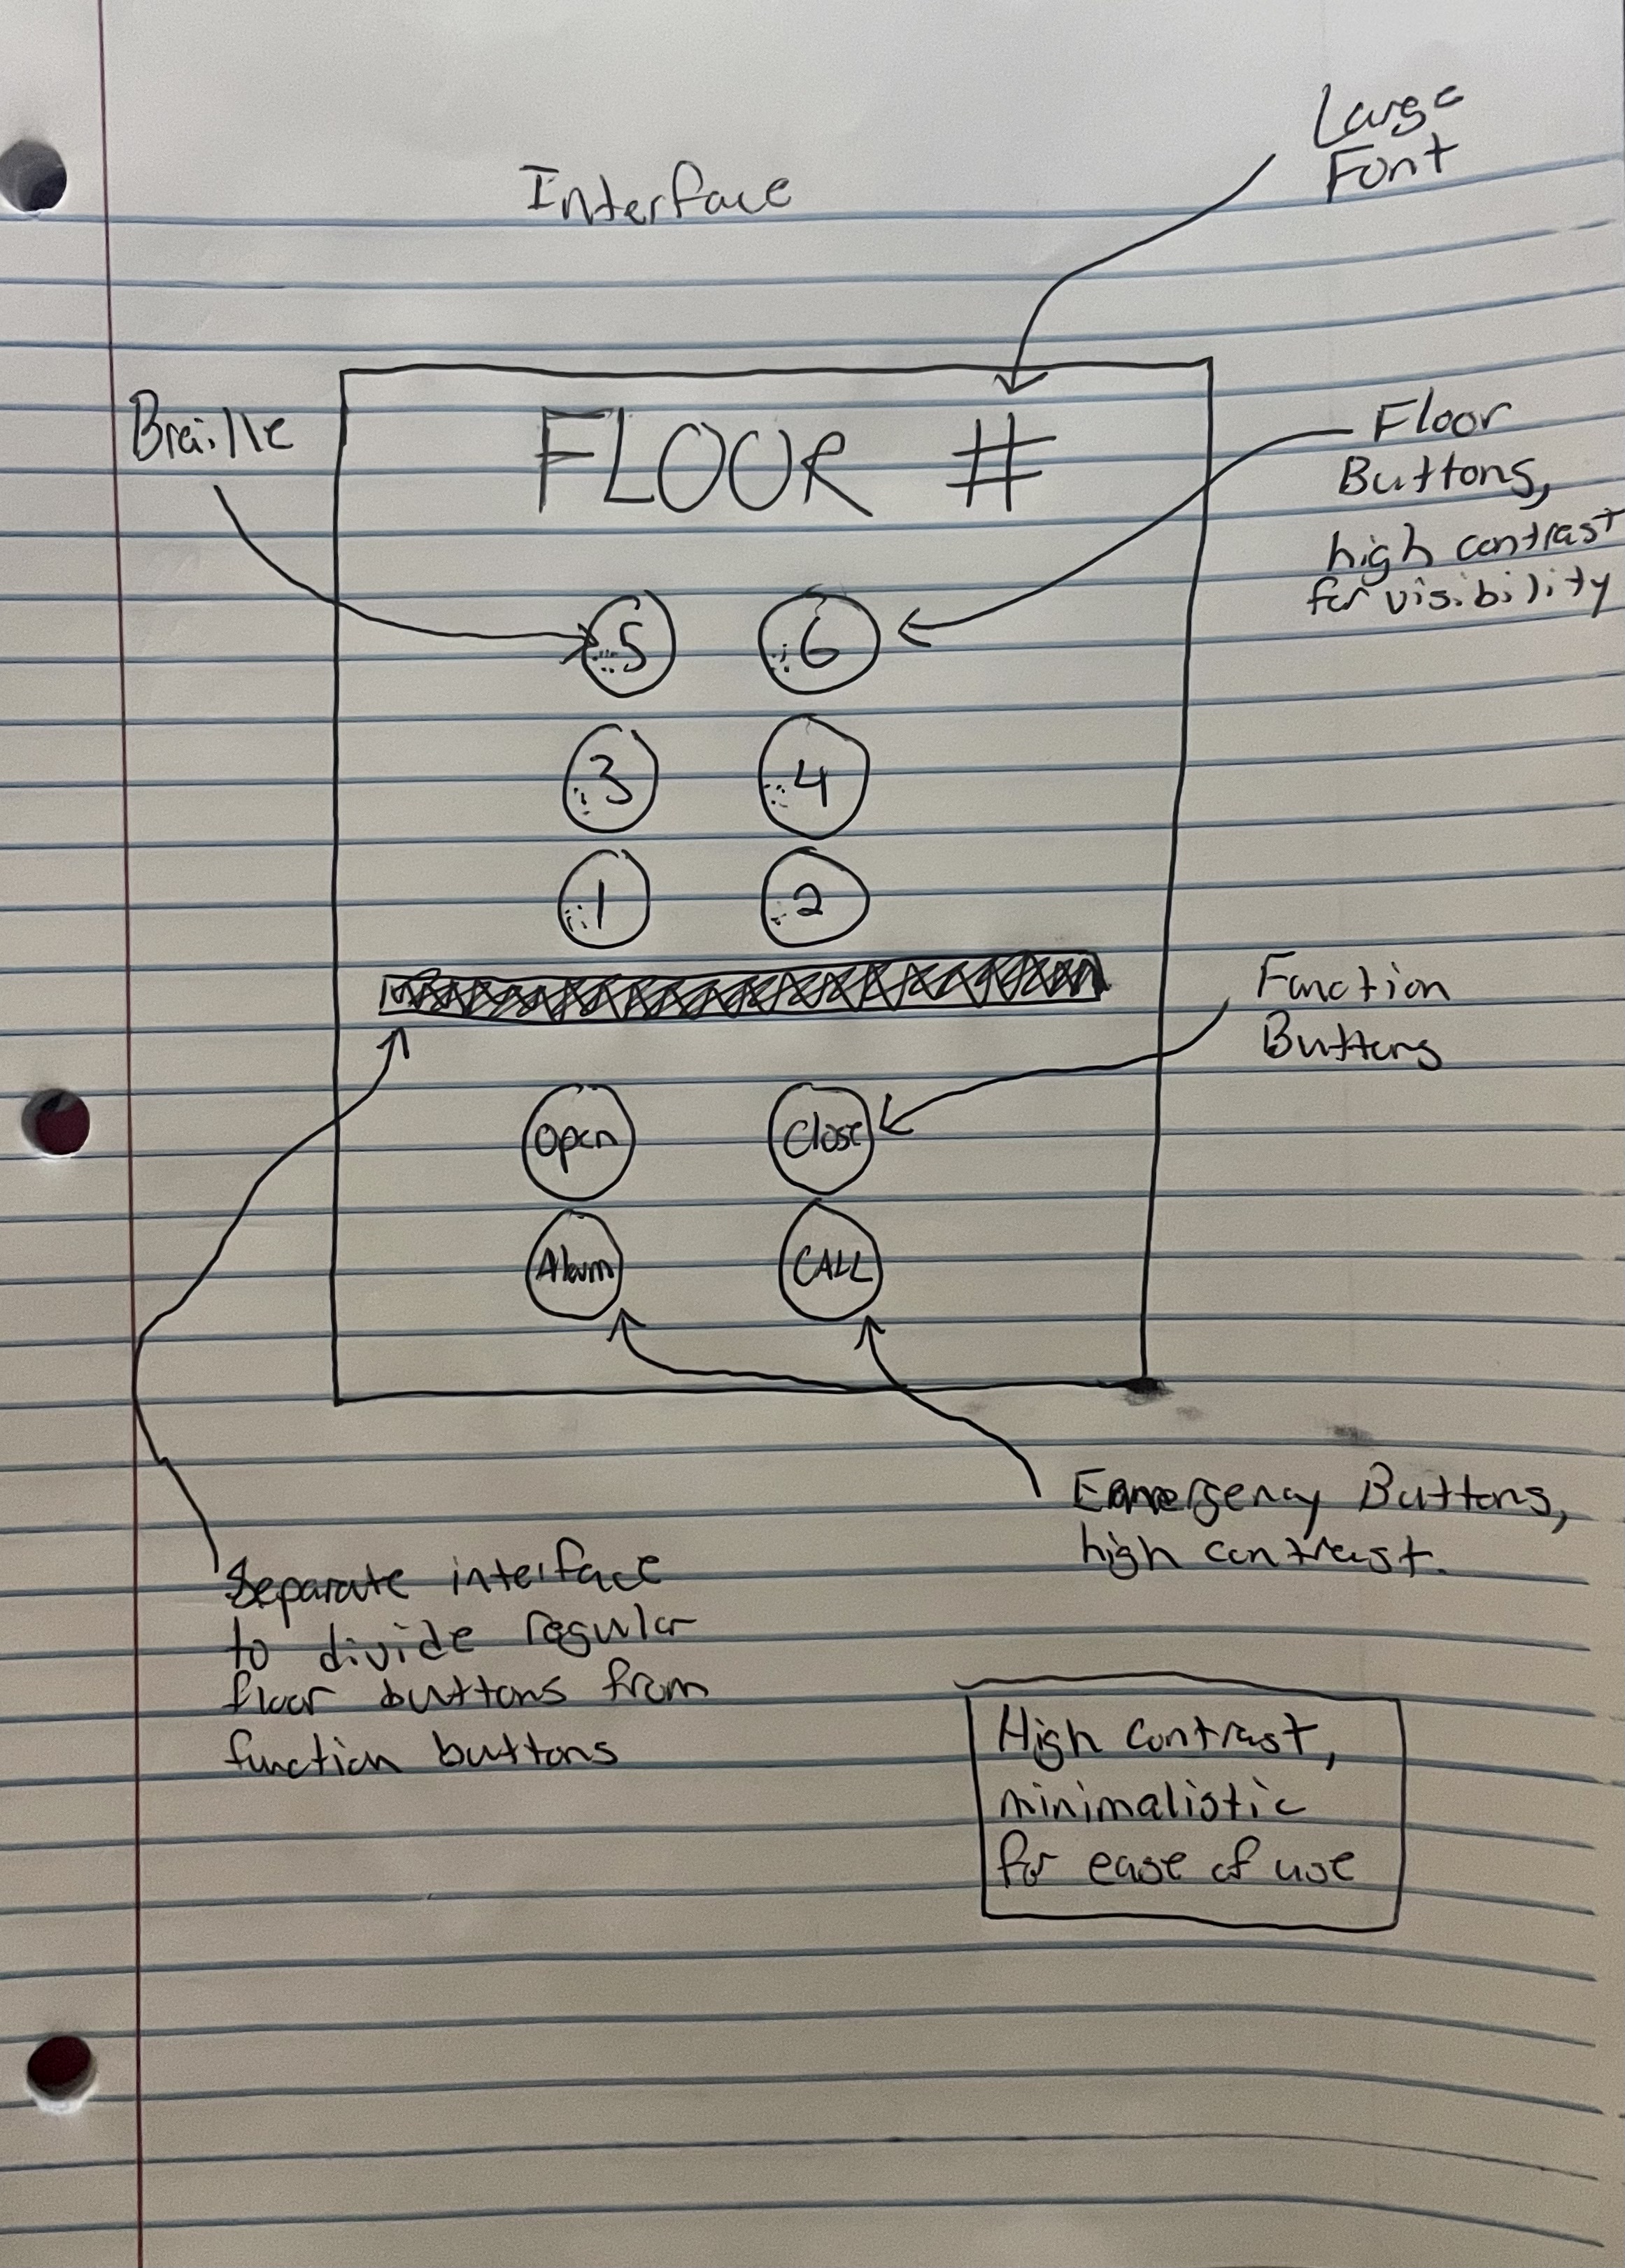 Interface
Large
Font
Braille
FLOOR #
Floor
Buttons,
high contrast
for visibility
5 6
3 4
1 2
Function
Buttons
Open Close
Alarm CALL
Emergency Buttons,
high contrast.
Separate interface
to divide regular
floor buttons from
function buttons
High Contrast,
minimalistic
for ease of use